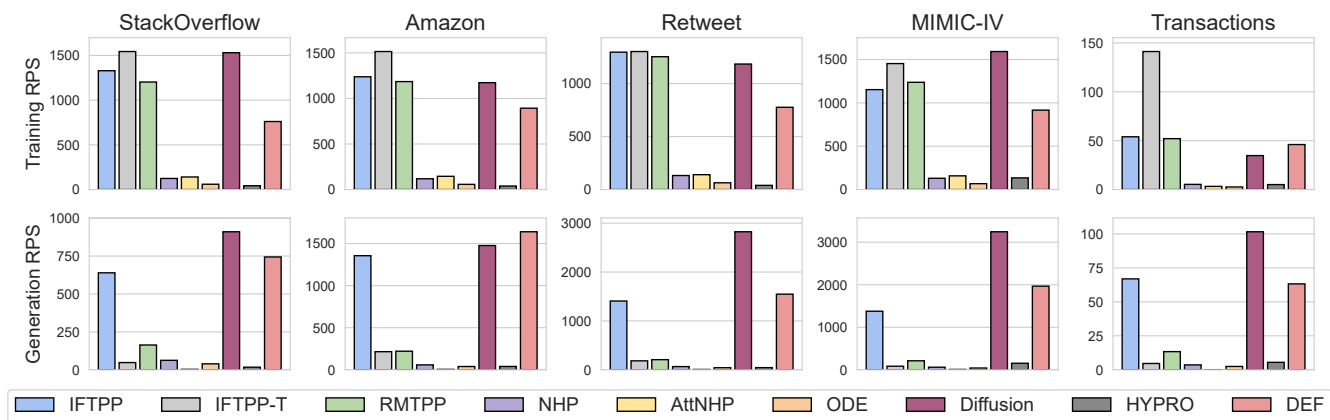 StackOverflow Amazon Retweet MIMIC-IV Transactions
Training RPS
1500 1000 500 0
1500 1000 500 0
1000 500 0
1500 1000 500 0
150 100 50 0
Generation RPS
1000 750 500 250 0
1500 1000 500 0
3000 2000 1000 0
3000 2000 1000 0
100 75 50 25 0
IFTPP IFTPP-T RMTPP NHP AttNHP ODE Diffusion HYPRO DEF